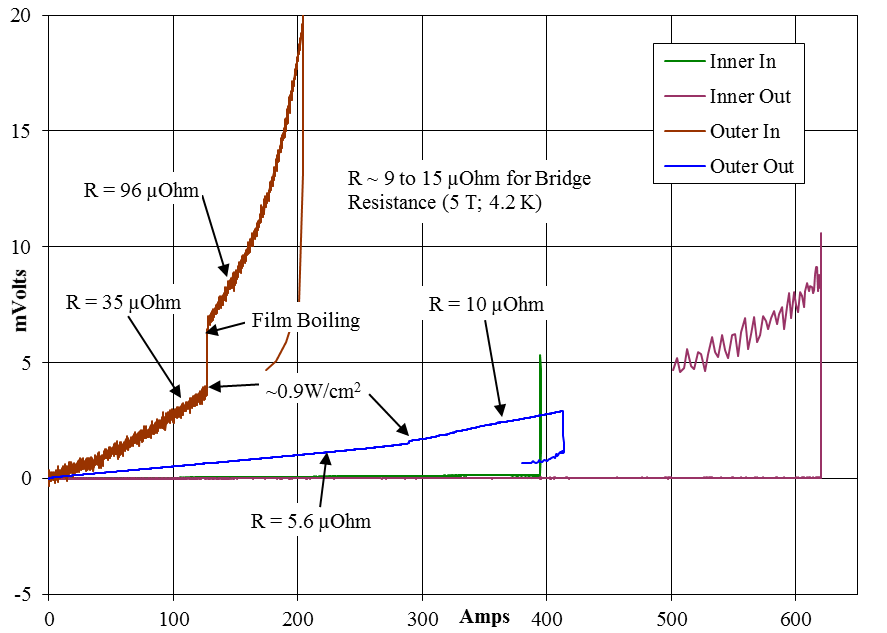 20
15
10
5
0
-5
mVolts
0
100
200
300
400
500
600
Amps
Inner In
Inner Out
Outer In
Outer Out
R = 96 µOhm
R ~ 9 to 15 µOhm for Bridge
Resistance (5 T; 4.2 K)
R = 35 µOhm
Film Boiling
R = 10 µOhm
~0.9W/cm²
R = 5.6 µOhm